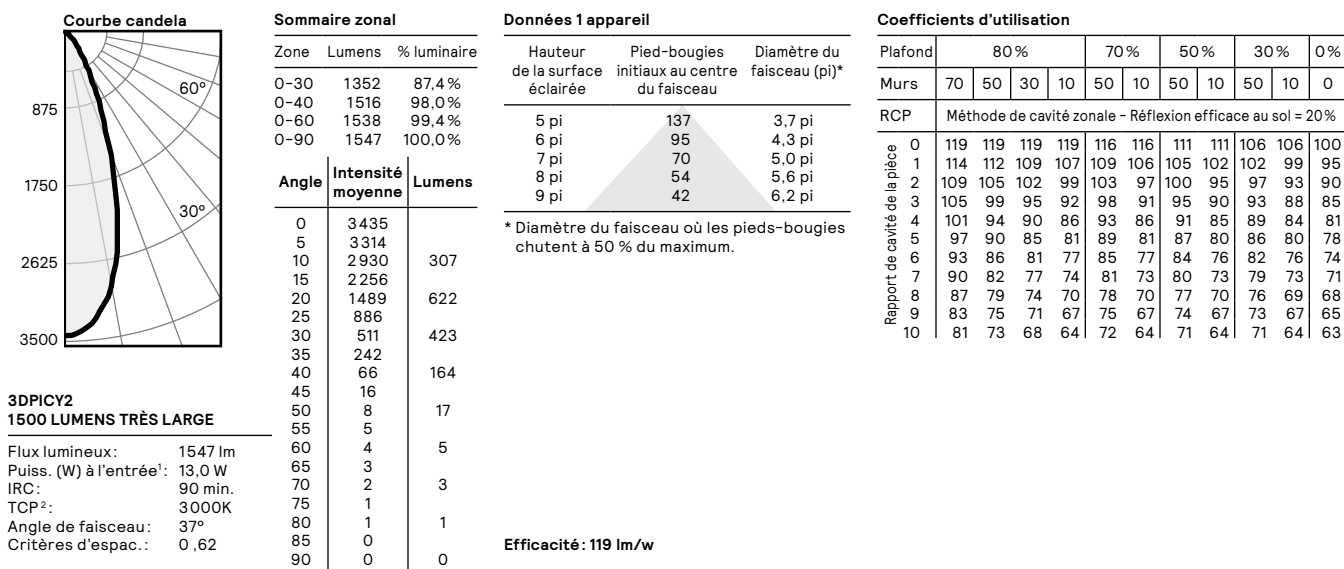 Courbe candela
60°
30°
875
1750
2625
3500
3DPICY2
1500 LUMENS TRÈS LARGE
Flux lumineux: 1547 lm
Puiss. (W) à l'entrée¹: 13,0 W
IRC: 90 min.
TCP²: 3000K
Angle de faisceau: 37°
Critères d'espac.: 0,62
Sommaire zonal
Zone Lumens % luminaire
0-30 1352 87,4%
0-40 1516 98,0%
0-60 1538 99,4%
0-90 1547 100,0%
Angle Intensité moyenne Lumens
0 3435
5 3314
10 2930 307
15 2256
20 1489 622
25 886
30 511 423
35 242
40 66 164
45 16
50 8 17
55 5
60 4 5
65 3
70 2 3
75 1
80 1 1
85 0
90 0 0
Données 1 appareil
Hauteur Pied-bougies Diamètre du
de la surface initiaux au centre faisceau (pi)*
éclairée du faisceau
5 pi 137 3,7 pi
6 pi 95 4,3 pi
7 pi 70 5,0 pi
8 pi 54 5,6 pi
9 pi 42 6,2 pi
* Diamètre du faisceau où les pieds-bougies
chutent à 50 % du maximum.
Efficacité: 119 lm/w
Coefficients d'utilisation
Plafond 80% 70% 50% 30% 0%
Murs 70 50 30 10 50 10 50 10 50 10 0
RCP Méthode de cavité zonale - Réflexion efficace au sol = 20%
Rapport de cavité de la pièce
0 119 119 119 119 116 116 111 111 106 106 100
1 114 112 109 107 109 106 105 102 102 99 95
2 109 105 102 99 103 97 100 95 97 93 90
3 105 99 95 92 98 91 95 90 93 88 85
4 101 94 90 86 93 86 91 85 89 84 81
5 97 90 85 81 89 81 87 80 86 80 78
6 93 86 81 77 85 77 84 76 82 76 74
7 90 82 77 74 81 73 80 73 79 73 71
8 87 79 74 70 78 70 77 70 76 69 68
9 83 75 71 67 75 67 74 67 73 67 65
10 81 73 68 64 72 64 71 64 71 64 63